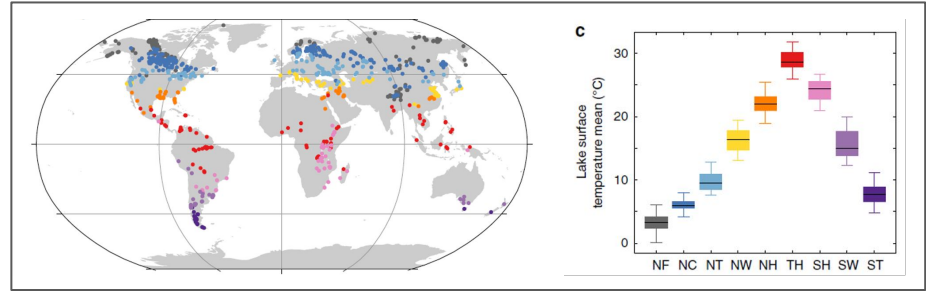 c
Lake surface
temperature mean (°C)
30
20
10
0
NF NC NT NW NH TH SH SW ST